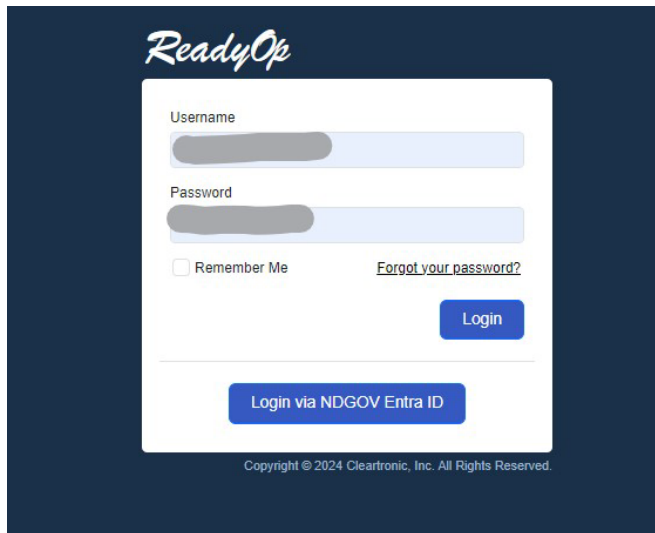 ReadyOp
Username
Password
Remember Me
Forgot your password?
Login
Login via NDGOV Entra ID
Copyright © 2024 Cleartronic, Inc. All Rights Reserved.